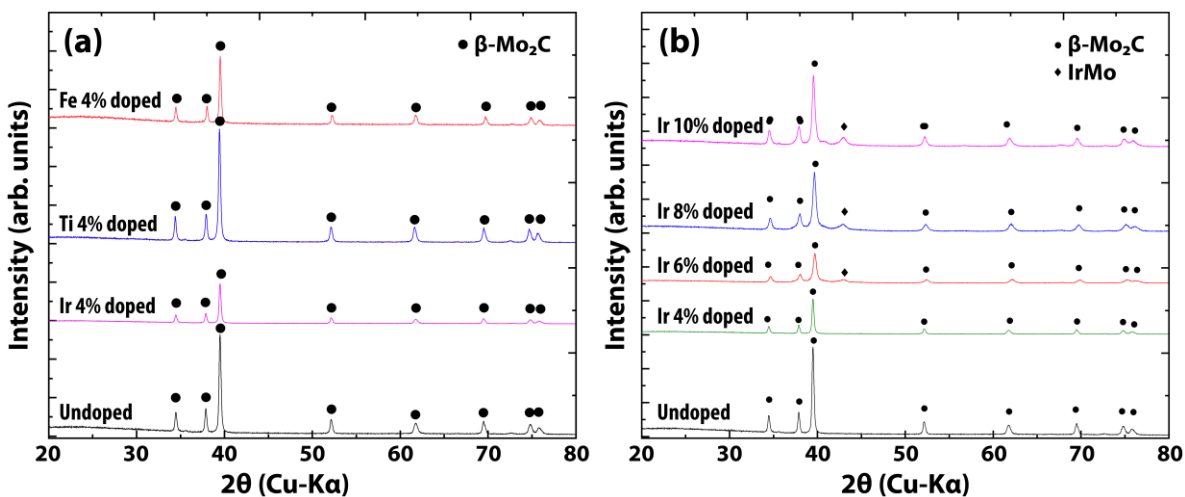 (a)
● β-Mo₂C
Fe 4% doped
Ti 4% doped
Ir 4% doped
Undoped
Intensity (arb. units)
20 30 40 50 60 70 80
2θ (Cu-Kα)
(b)
• β-Mo₂C
♦ IrMo
Ir 10% doped
Ir 8% doped
Ir 6% doped
Ir 4% doped
Undoped
Intensity (arb. units)
20 30 40 50 60 70 80
2θ (Cu-Kα)